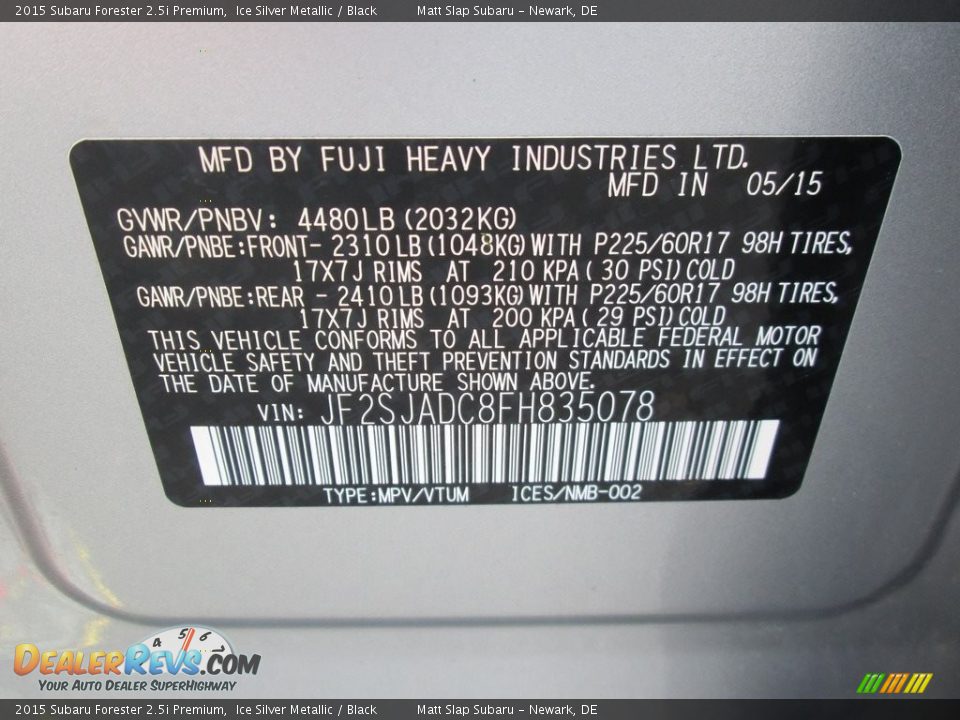 2015 Subaru Forester 2.5i Premium,  Ice Silver Metallic / Black        Matt Slap Subaru - Newark, DE
MFD BY FUJI HEAVY INDUSTRIES LTD.
MFD IN 05/15
GVWR/PNBV: 4480LB(2032KG)
GAWR/PNBE:FRONT- 2310LB(1048KG)WITH P225/60R17 98H TIRES,
17X7J RIMS AT 210 KPA( 30 PSI)COLD
GAWR/PNBE:REAR - 2410LB(1093KG)WITH P225/60R17 98H TIRES,
17X7J RIMS AT 200 KPA( 29 PSI)COLD
THIS VEHICLE CONFORMS TO ALL APPLICABLE FEDERAL MOTOR
VEHICLE SAFETY AND THEFT PREVENTION STANDARDS IN EFFECT ON
THE DATE OF MANUFACTURE SHOWN ABOVE.
VIN: JF2SJADC8FH835078
TYPE:MPV/VTUM ICES/NMB-002
4 5 6 7
DEALERREVS.COM
YOUR AUTO DEALER SUPERHIGHWAY
2015 Subaru Forester 2.5i Premium,  Ice Silver Metallic / Black        Matt Slap Subaru - Newark, DE